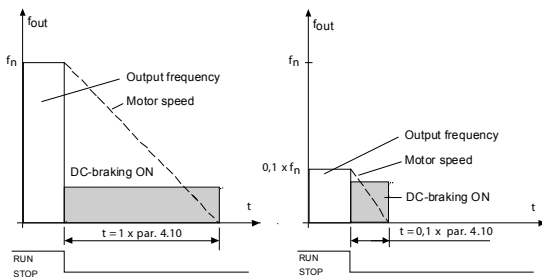 fout
fn
Output frequency
Motor speed
DC-braking ON
t
t = 1 x par. 4.10
RUN
STOP
fout
fn
Output frequency
Motor speed
0,1 x fn
DC-braking ON
t
t = 0,1 x par. 4.10
RUN
STOP